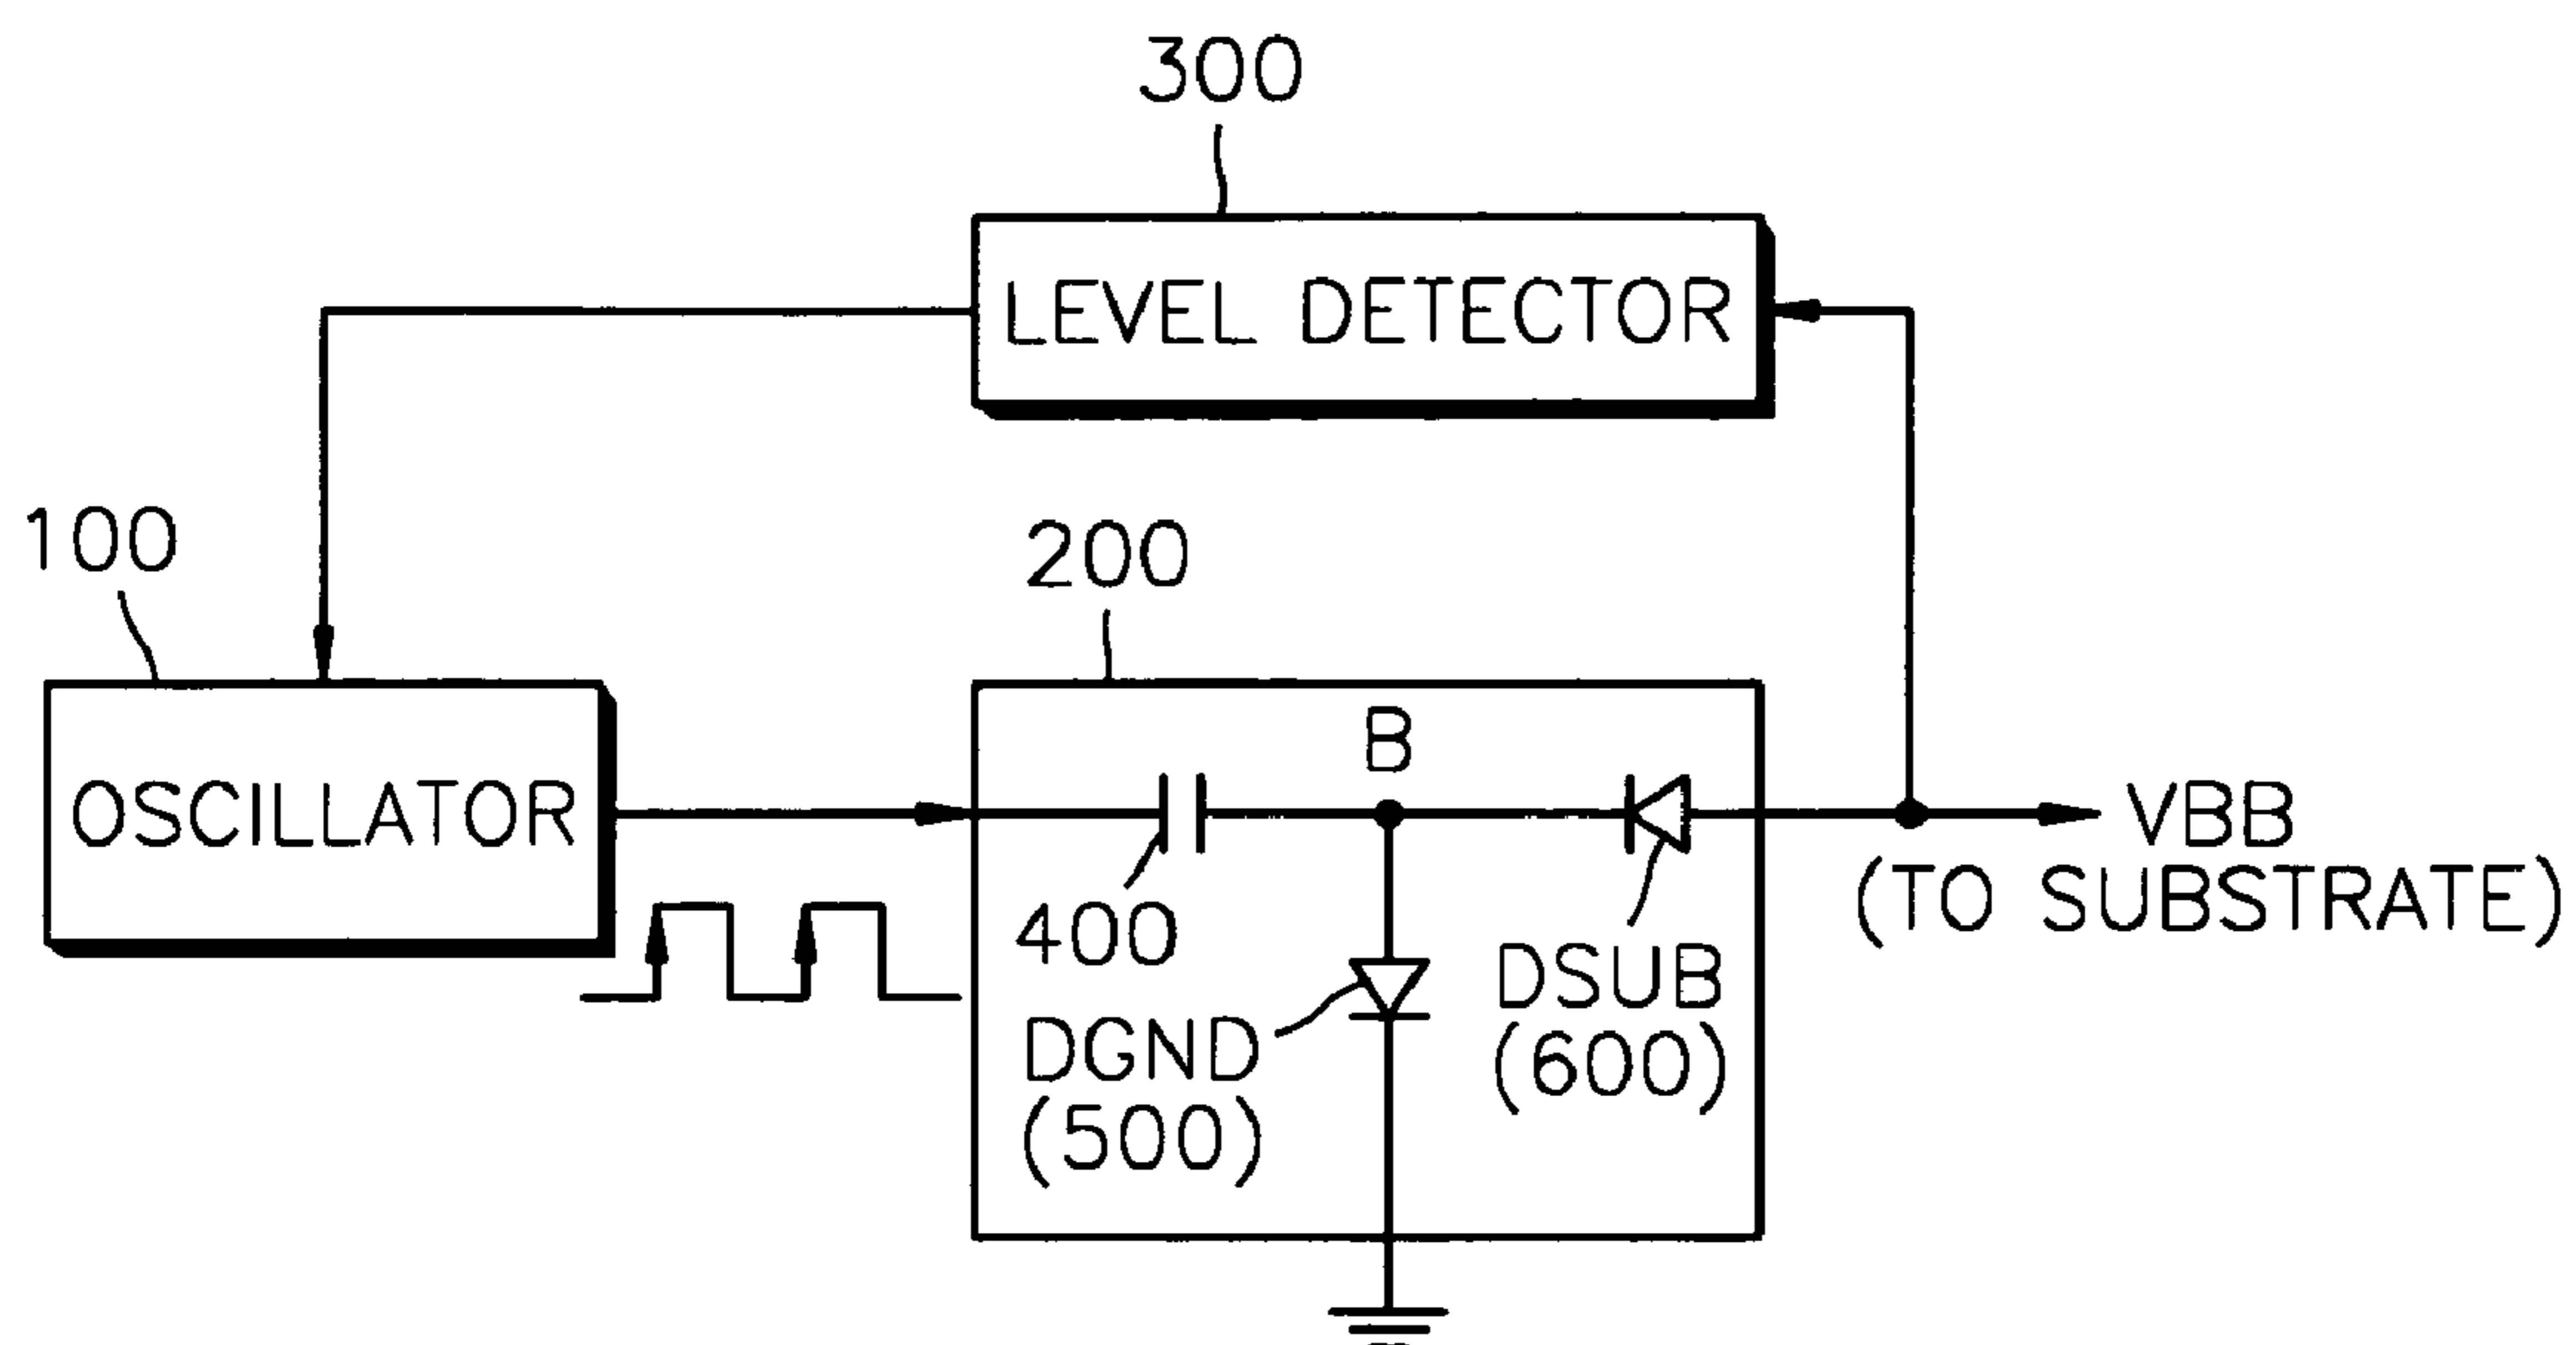 300
LEVEL DETECTOR
100
200
OSCILLATOR
B
VBB
(TO SUBSTRATE)
400
DSUB
(600)
DGND
(500)